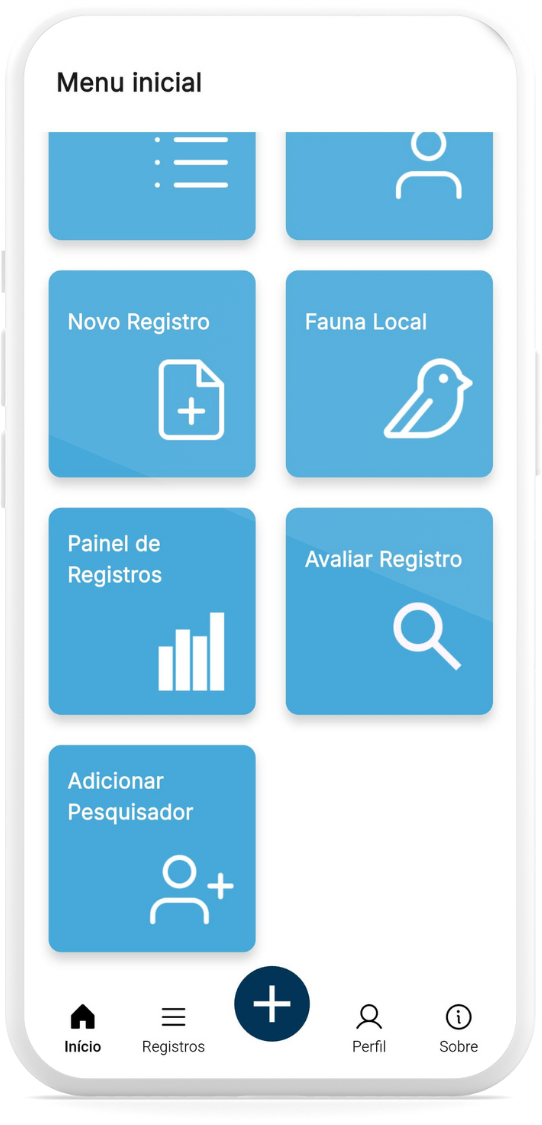 Menu inicial
Novo Registro
Fauna Local
Painel de
Registros
Avaliar Registro
Adicionar
Pesquisador
Início
Registros
Perfil
Sobre